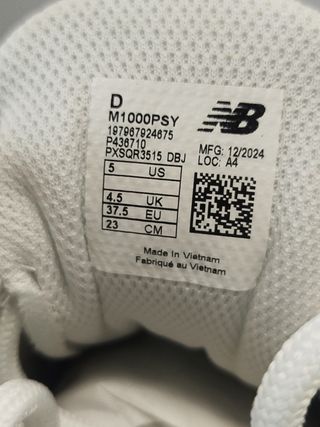 D
M1000PSY
197967924675
P436710
PXSQR3515 DBJ
5 US
4.5 UK
37.5 EU
23 CM
NB
MFG: 12/2024
LOC: A4
Made In Vietnam
Fabriqué au Vietnam